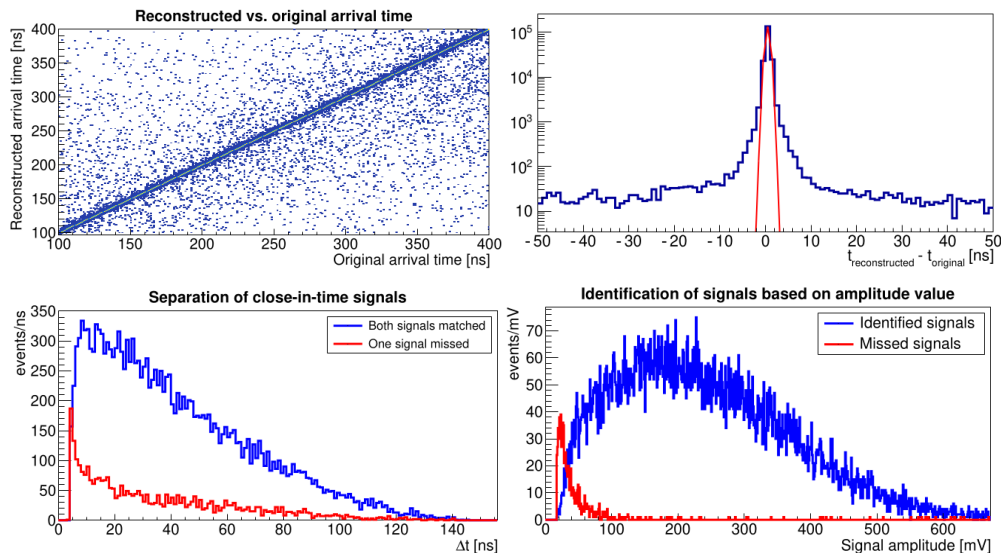 Reconstructed vs. original arrival time
Reconstructed arrival time [ns]
400
350
300
250
200
150
100
100 150 200 250 300 350 400
Original arrival time [ns]
10⁵
10⁴
10³
10²
10
-50 -40 -30 -20 -10 0 10 20 30 40 50
t_reconstructed - t_original [ns]
Separation of close-in-time signals
events/ns
350
300
250
200
150
100
50
0
Both signals matched
One signal missed
20 40 60 80 100 120 140
Δt [ns]
Identification of signals based on amplitude value
events/mV
70
60
50
40
30
20
10
0
Identified signals
Missed signals
100 200 300 400 500 600
Signal amplitude [mV]